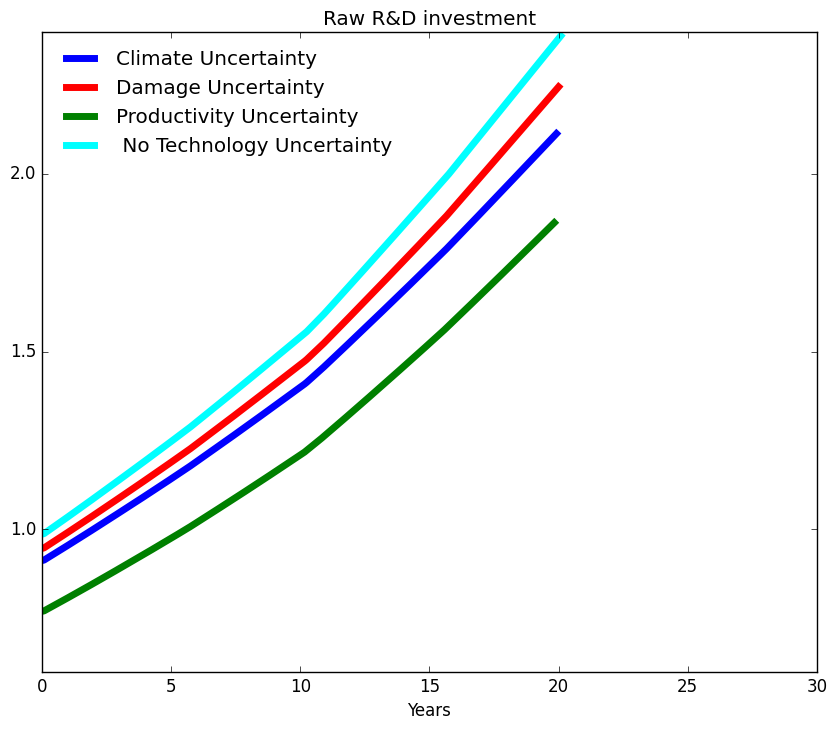 Raw R&D investment
Climate Uncertainty
Damage Uncertainty
Productivity Uncertainty
No Technology Uncertainty
2.0
1.5
1.0
0 5 10 15 20 25 30
Years